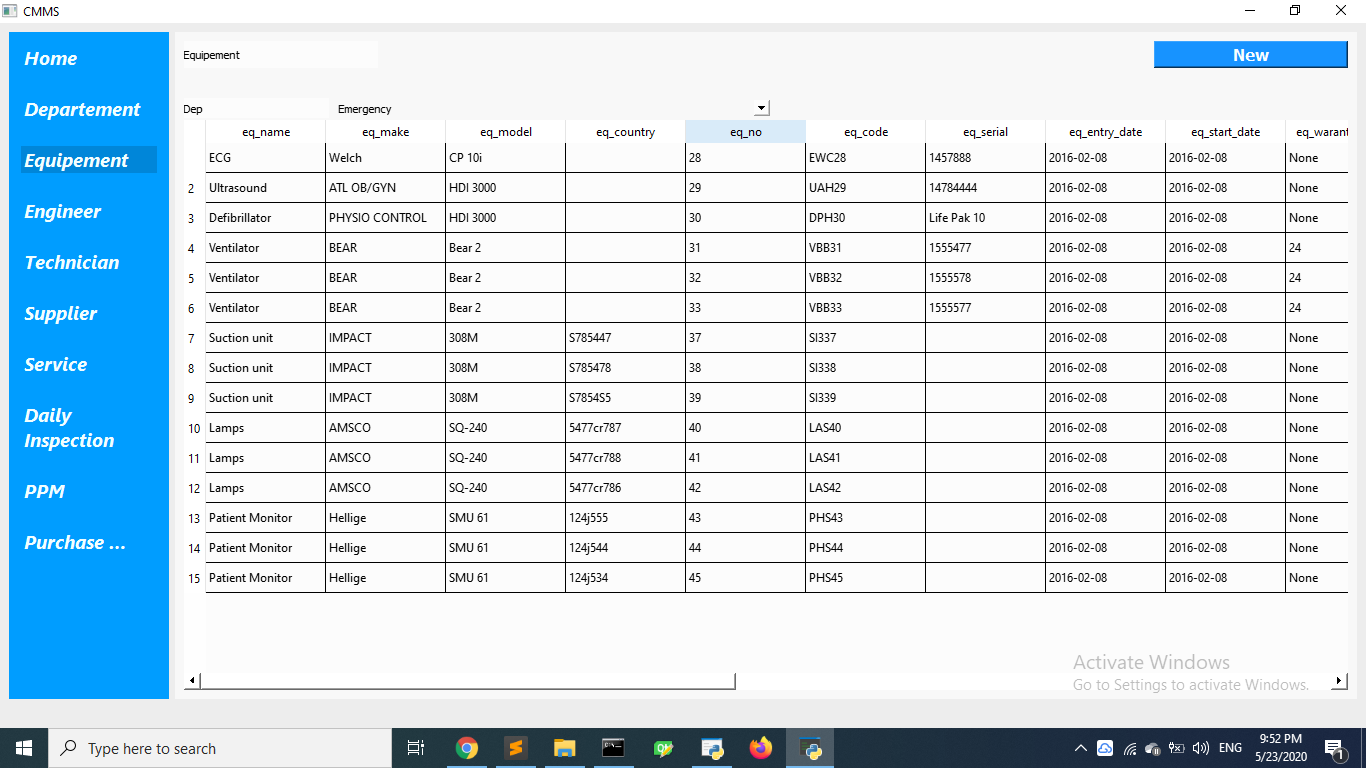 CMMS
Home
Departement
Equipement
Engineer
Technician
Supplier
Service
Daily
Inspection
PPM
Purchase ...
Equipement
New
Dep Emergency
eq_name eq_make eq_model eq_country eq_no eq_code eq_serial eq_entry_date eq_start_date eq_warant
ECG Welch CP 10i 28 EWC28 1457888 2016-02-08 2016-02-08 None
2 Ultrasound ATL OB/GYN HDI 3000 29 UAH29 14784444 2016-02-08 2016-02-08 None
3 Defibrillator PHYSIO CONTROL HDI 3000 30 DPH30 Life Pak 10 2016-02-08 2016-02-08 None
4 Ventilator BEAR Bear 2 31 VBB31 1555477 2016-02-08 2016-02-08 24
5 Ventilator BEAR Bear 2 32 VBB32 1555578 2016-02-08 2016-02-08 24
6 Ventilator BEAR Bear 2 33 VBB33 1555577 2016-02-08 2016-02-08 24
7 Suction unit IMPACT 308M S785447 37 SI337 2016-02-08 2016-02-08 None
8 Suction unit IMPACT 308M S785478 38 SI338 2016-02-08 2016-02-08 None
9 Suction unit IMPACT 308M S7854S5 39 SI339 2016-02-08 2016-02-08 None
10 Lamps AMSCO SQ-240 5477cr787 40 LAS40 2016-02-08 2016-02-08 None
11 Lamps AMSCO SQ-240 5477cr788 41 LAS41 2016-02-08 2016-02-08 None
12 Lamps AMSCO SQ-240 5477cr786 42 LAS42 2016-02-08 2016-02-08 None
13 Patient Monitor Hellige SMU 61 124j555 43 PHS43 2016-02-08 2016-02-08 None
14 Patient Monitor Hellige SMU 61 124j544 44 PHS44 2016-02-08 2016-02-08 None
15 Patient Monitor Hellige SMU 61 124j534 45 PHS45 2016-02-08 2016-02-08 None
Activate Windows
Go to Settings to activate Windows.
Type here to search
ENG
9:52 PM
5/23/2020
1